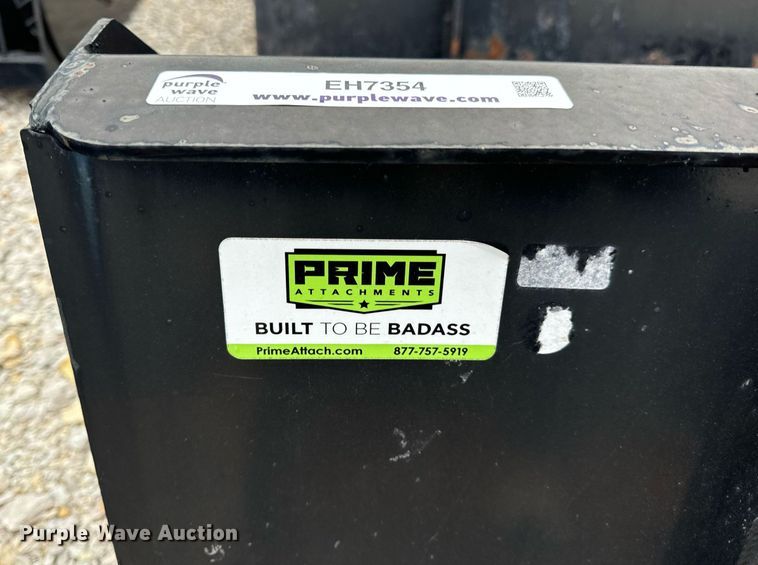 purple wave AUCTION
EH7354
www.purplewave.com
PRIME
ATTACHMENTS
BUILT TO BE BADASS
PrimeAttach.com 877-757-5919
Purple Wave Auction